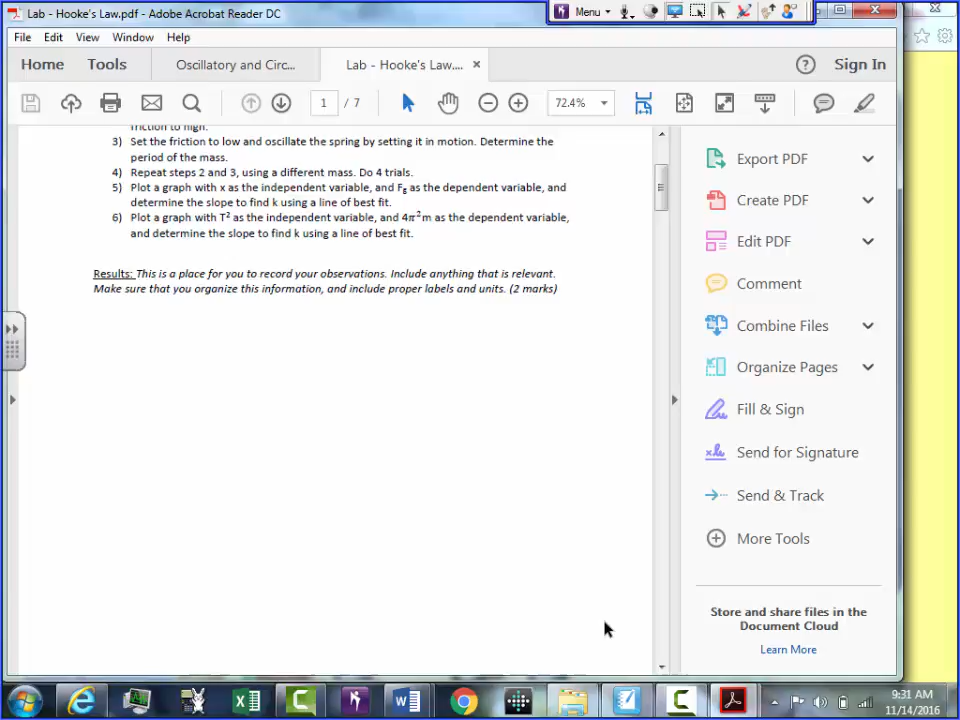 Lab - Hooke's Law.pdf - Adobe Acrobat Reader DC
Menu
File Edit View Window Help
Home Tools Oscillatory and Circ... Lab - Hooke's Law.... × Sign In
1 / 7 72.4%
friction to high.
3) Set the friction to low and oscillate the spring by setting it in motion. Determine the
period of the mass.
4) Repeat steps 2 and 3, using a different mass. Do 4 trials.
5) Plot a graph with x as the independent variable, and Fg as the dependent variable, and
determine the slope to find k using a line of best fit.
6) Plot a graph with T² as the independent variable, and 4π²m as the dependent variable,
and determine the slope to find k using a line of best fit.
Results: This is a place for you to record your observations. Include anything that is relevant.
Make sure that you organize this information, and include proper labels and units. (2 marks)
Export PDF
Create PDF
Edit PDF
Comment
Combine Files
Organize Pages
Fill & Sign
Send for Signature
Send & Track
More Tools
Store and share files in the
Document Cloud
Learn More
9:31 AM
11/14/2016